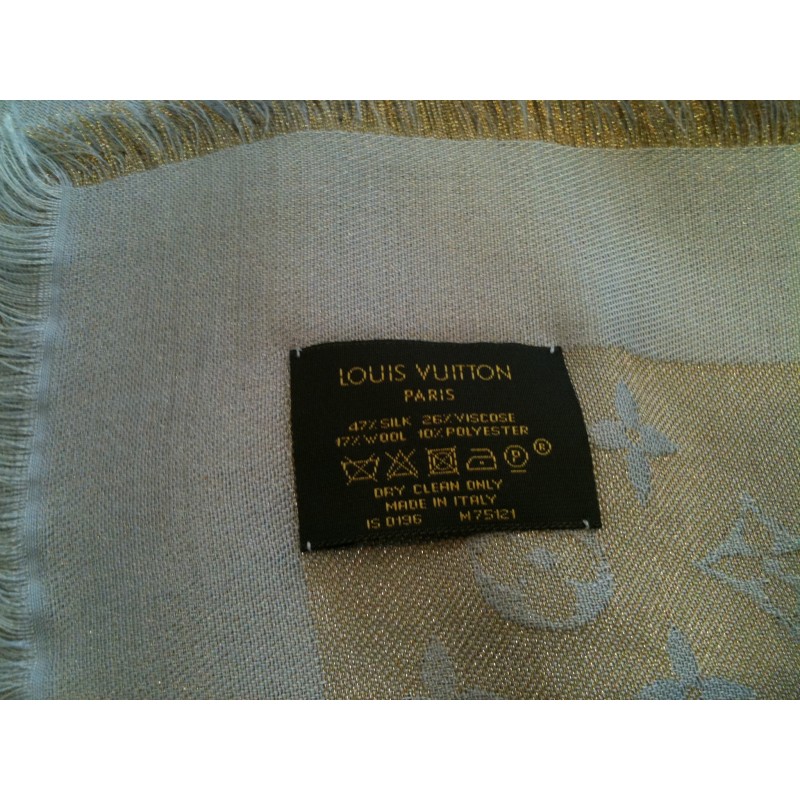 LOUIS VUITTON
PARIS
47% SILK 26% VISCOSE
17% WOOL 10% POLYESTER
P ®
DRY CLEAN ONLY
MADE IN ITALY
IS 0196 M75121